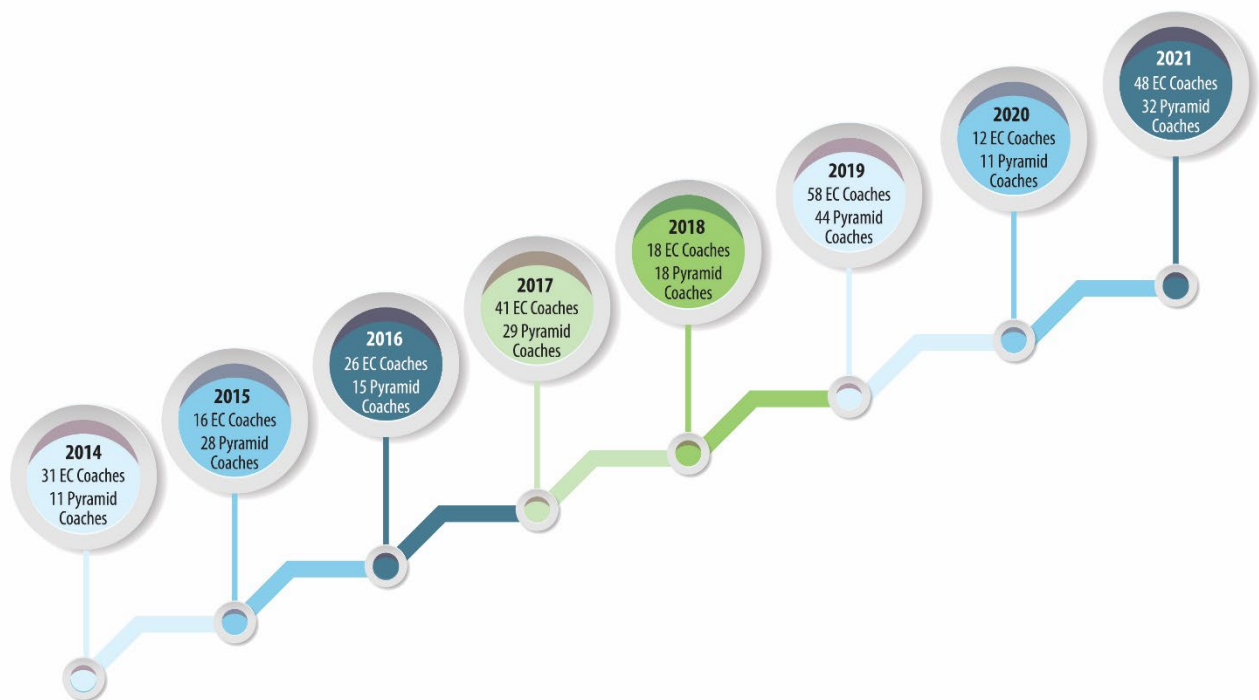 2014
31 EC Coaches
11 Pyramid
Coaches
2015
16 EC Coaches
28 Pyramid
Coaches
2016
26 EC Coaches
15 Pyramid
Coaches
2017
41 EC Coaches
29 Pyramid
Coaches
2018
18 EC Coaches
18 Pyramid
Coaches
2019
58 EC Coaches
44 Pyramid
Coaches
2020
12 EC Coaches
11 Pyramid
Coaches
2021
48 EC Coaches
32 Pyramid
Coaches